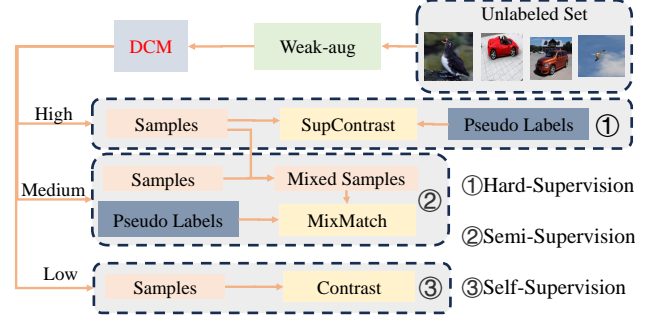 Unlabeled Set
DCM
Weak-aug
High
Samples
SupContrast
Pseudo Labels
①
Medium
Samples
Mixed Samples
Pseudo Labels
MixMatch
②
Low
Samples
Contrast
③
①Hard-Supervision
②Semi-Supervision
③Self-Supervision